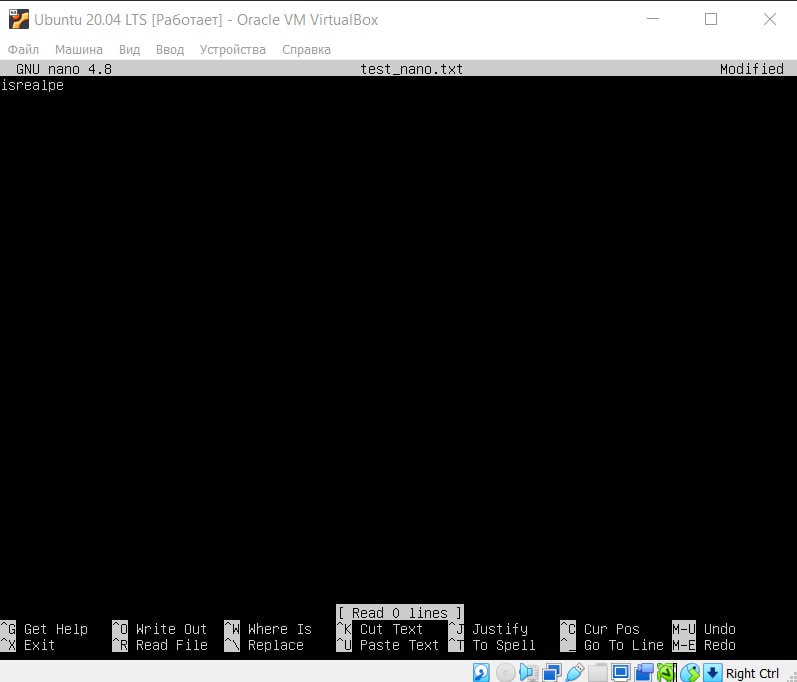 Ubuntu 20.04 LTS [Работает] - Oracle VM VirtualBox
Файл Машина Вид Ввод Устройства Справка
GNU nano 4.8 test_nano.txt Modified
isrealpe
[ Read 0 lines ]
^G Get Help ^O Write Out ^W Where Is ^K Cut Text ^J Justify ^C Cur Pos M-U Undo
^X Exit ^R Read File ^\ Replace ^U Paste Text ^T To Spell ^_ Go To Line M-E Redo
Right Ctrl